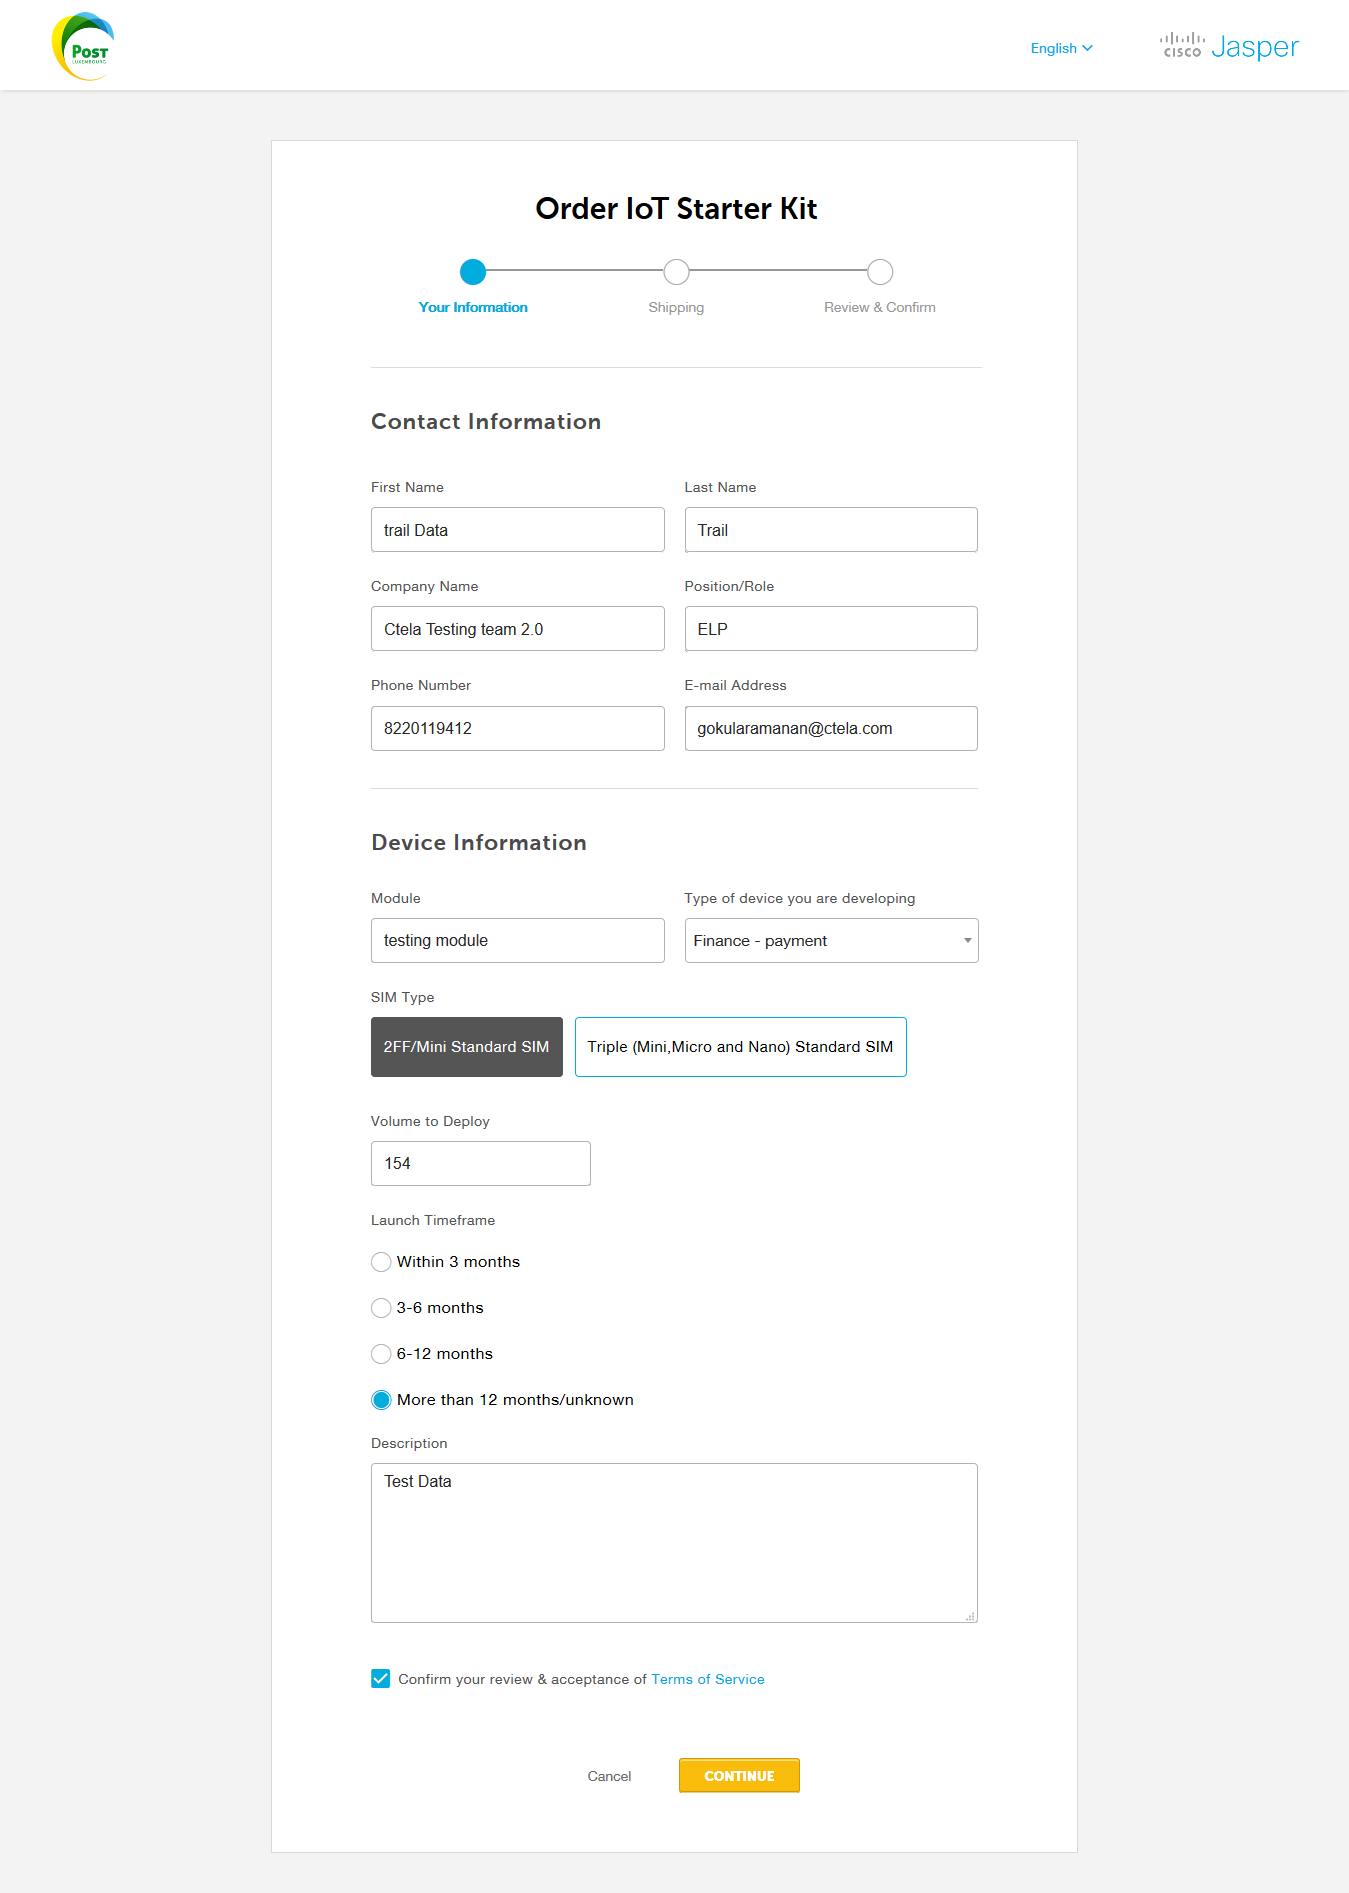 POST
LUXEMBOURG
English
CISCO Jasper
Order IoT Starter Kit
Your Information
Shipping
Review & Confirm
Contact Information
First Name
Last Name
trail Data
Trail
Company Name
Position/Role
Ctela Testing team 2.0
ELP
Phone Number
E-mail Address
8220119412
gokularamanan@ctela.com
Device Information
Module
Type of device you are developing
testing module
Finance - payment
SIM Type
2FF/Mini Standard SIM
Triple (Mini,Micro and Nano) Standard SIM
Volume to Deploy
154
Launch Timeframe
Within 3 months
3-6 months
6-12 months
More than 12 months/unknown
Description
Test Data
Confirm your review & acceptance of Terms of Service
Cancel
CONTINUE